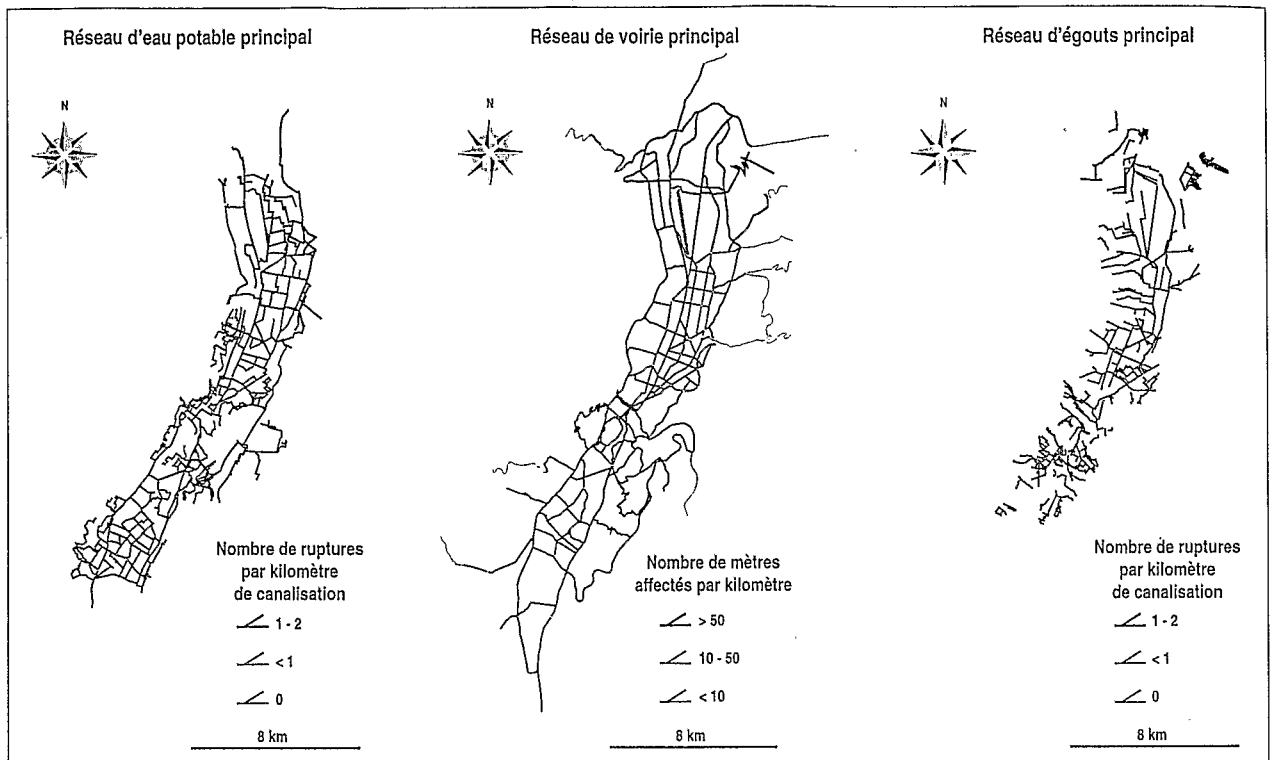 Réseau d'eau potable principal
N
Nombre de ruptures
par kilomètre
de canalisation
1 - 2
< 1
0
8 km
Réseau de voirie principal
N
Nombre de mètres
affectés par kilomètre
> 50
10 - 50
< 10
8 km
Réseau d'égouts principal
N
Nombre de ruptures
par kilomètre
de canalisation
1 - 2
< 1
0
8 km